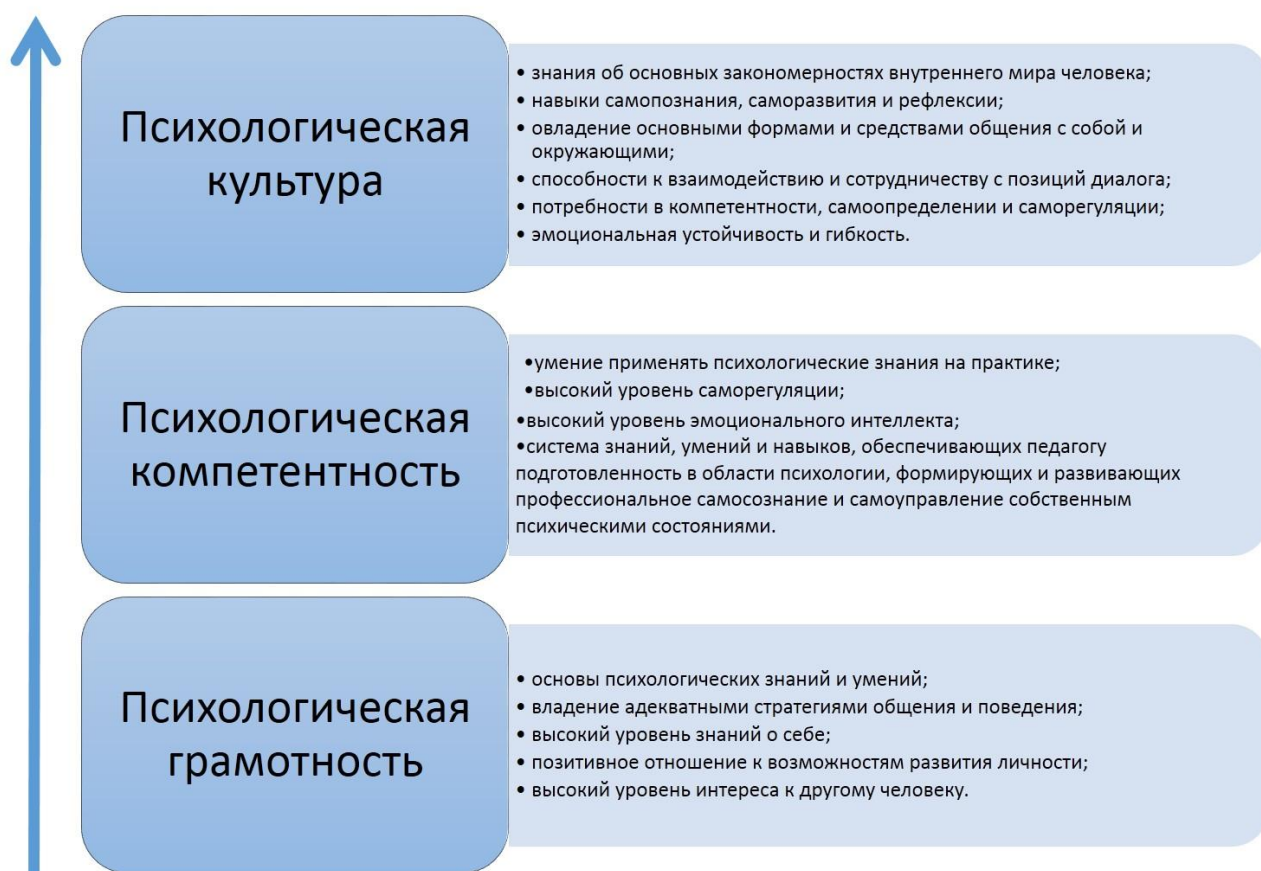 Психологическая
культура
• знания об основных закономерностях внутреннего мира человека;
• навыки самопознания, саморазвития и рефлексии;
• овладение основными формами и средствами общения с собой и
окружающими;
• способности к взаимодействию и сотрудничеству с позиций диалога;
• потребности в компетентности, самоопределении и саморегуляции;
• эмоциональная устойчивость и гибкость.
Психологическая
компетентность
•умение применять психологические знания на практике;
•высокий уровень саморегуляции;
•высокий уровень эмоционального интеллекта;
•система знаний, умений и навыков, обеспечивающих педагогу
подготовленность в области психологии, формирующих и развивающих
профессиональное самосознание и самоуправление собственным
психическими состояниями.
Психологическая
грамотность
• основы психологических знаний и умений;
• владение адекватными стратегиями общения и поведения;
• высокий уровень знаний о себе;
• позитивное отношение к возможностям развития личности;
• высокий уровень интереса к другому человеку.